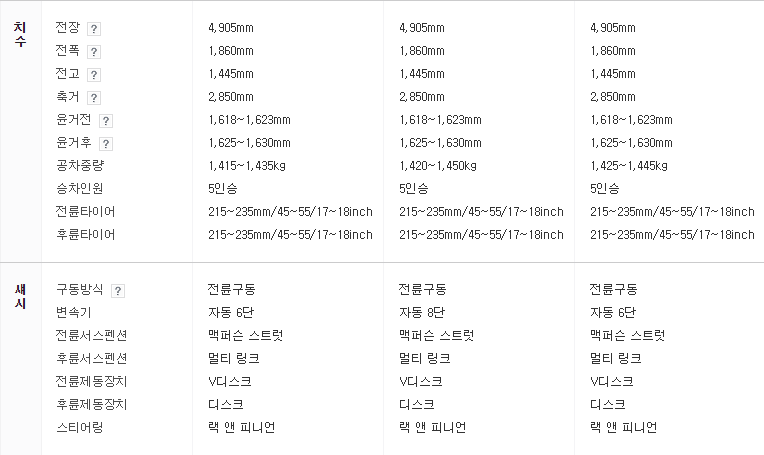 치수
전장 ? 4,905mm 4,905mm 4,905mm
전폭 ? 1,860mm 1,860mm 1,860mm
전고 ? 1,445mm 1,445mm 1,445mm
축거 ? 2,850mm 2,850mm 2,850mm
윤거전 ? 1,618~1,623mm 1,618~1,623mm 1,618~1,623mm
윤거후 ? 1,625~1,630mm 1,625~1,630mm 1,625~1,630mm
공차중량 1,415~1,435kg 1,420~1,450kg 1,425~1,445kg
승차인원 5인승 5인승 5인승
전륜타이어 215~235mm/45~55/17~18inch 215~235mm/45~55/17~18inch 215~235mm/45~55/17~18inch
후륜타이어 215~235mm/45~55/17~18inch 215~235mm/45~55/17~18inch 215~235mm/45~55/17~18inch
섀시
구동방식 ? 전륜구동 전륜구동 전륜구동
변속기 자동 6단 자동 8단 자동 6단
전륜서스펜션 맥퍼슨 스트럿 맥퍼슨 스트럿 맥퍼슨 스트럿
후륜서스펜션 멀티 링크 멀티 링크 멀티 링크
전륜제동장치 V디스크 V디스크 V디스크
후륜제동장치 디스크 디스크 디스크
스티어링 랙 앤 피니언 랙 앤 피니언 랙 앤 피니언